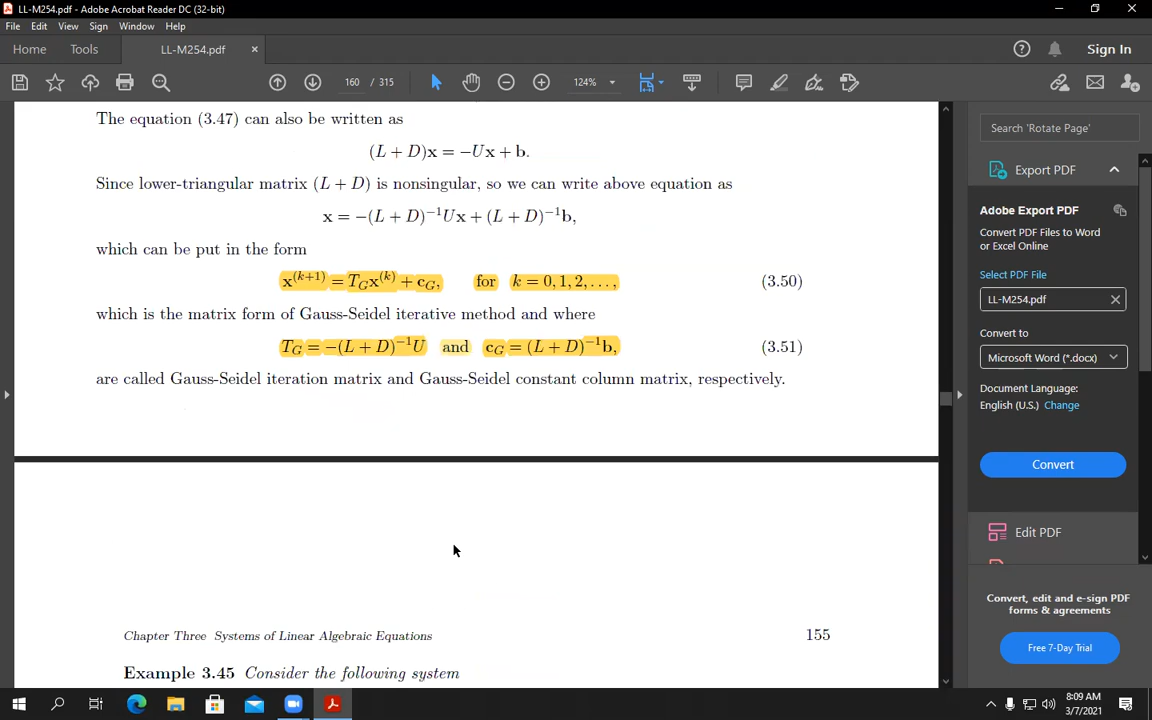 LL-M254.pdf - Adobe Acrobat Reader DC (32-bit)
File Edit View Sign Window Help
Home Tools LL-M254.pdf × Sign In
160 / 315 124%
The equation (3.47) can also be written as
(L + D)x = −Ux + b.
Since lower-triangular matrix (L + D) is nonsingular, so we can write above equation as
x = −(L + D)⁻¹Ux + (L + D)⁻¹b,
which can be put in the form
x⁽ᵏ⁺¹⁾ = T_G x⁽ᵏ⁾ + c_G, for k = 0, 1, 2, . . . , (3.50)
which is the matrix form of Gauss-Seidel iterative method and where
T_G = −(L + D)⁻¹U and c_G = (L + D)⁻¹b, (3.51)
are called Gauss-Seidel iteration matrix and Gauss-Seidel constant column matrix, respectively.
Chapter Three Systems of Linear Algebraic Equations 155
Example 3.45 Consider the following system
Search 'Rotate Page'
Export PDF
Adobe Export PDF
Convert PDF Files to Word
or Excel Online
Select PDF File
LL-M254.pdf
Convert to
Microsoft Word (*.docx)
Document Language:
English (U.S.) Change
Convert
Edit PDF
Convert, edit and e-sign PDF
forms & agreements
Free 7-Day Trial
8:09 AM
3/7/2021